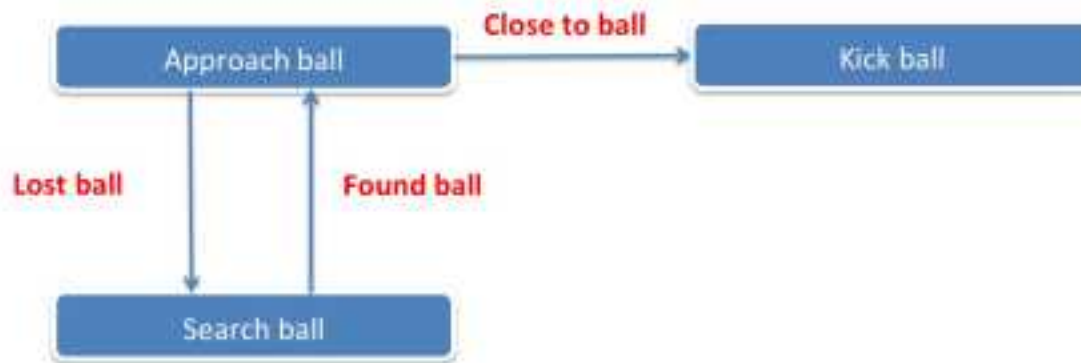 Close to ball
Approach ball
Kick ball
Lost ball
Found ball
Search ball